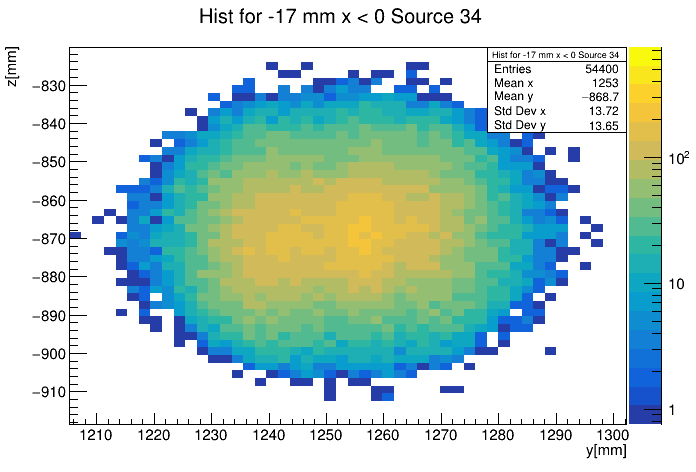 Hist for -17 mm x < 0 Source 34
z[mm]
Hist for -17 mm x < 0 Source 34
Entries 54400
Mean x 1253
Mean y −868.7
Std Dev x 13.72
Std Dev y 13.65
−830
−840
−850
−860
−870
−880
−890
−900
−910
10²
10
1
1210 1220 1230 1240 1250 1260 1270 1280 1290 1300
y[mm]